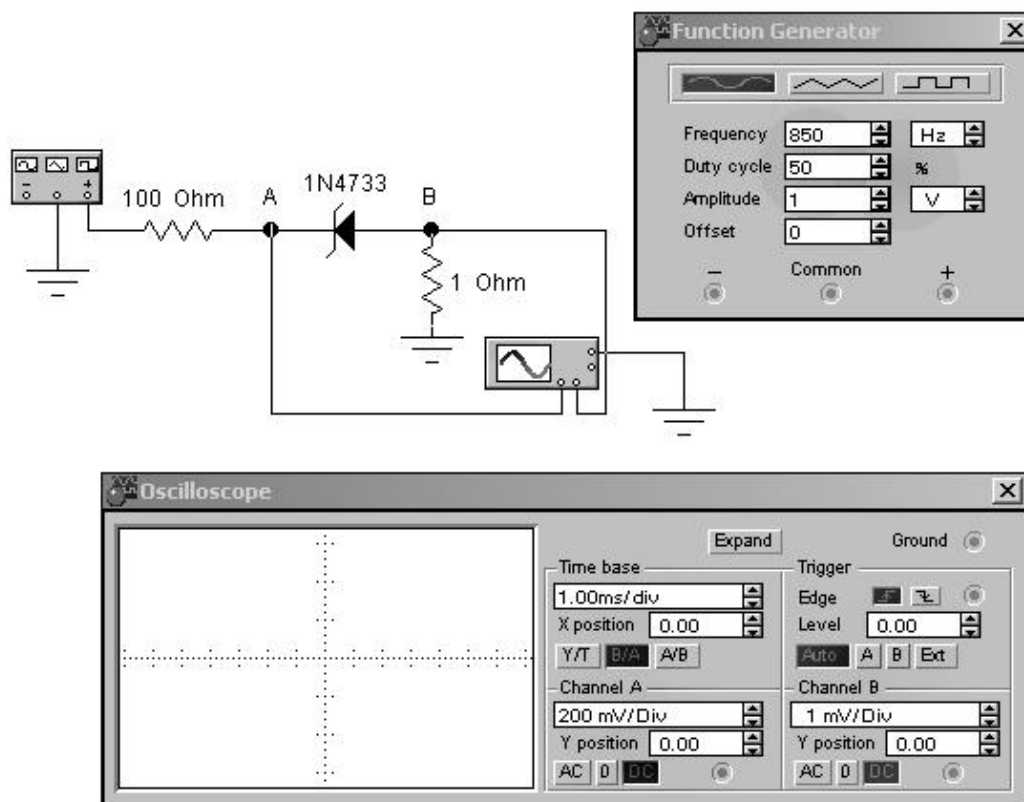 Function Generator
Frequency 850 Hz
Duty cycle 50 %
Amplitude 1 V
Offset 0
− Common +
1N4733
100 Ohm A B
− +
1 Ohm
Oscilloscope
Expand Ground
Time base Trigger
1.00ms/div Edge
X position 0.00 Level 0.00
Y/T B/A A/B Auto A B Ext
Channel A Channel B
200 mV/Div 1 mV/Div
Y position 0.00 Y position 0.00
AC 0 DC AC 0 DC